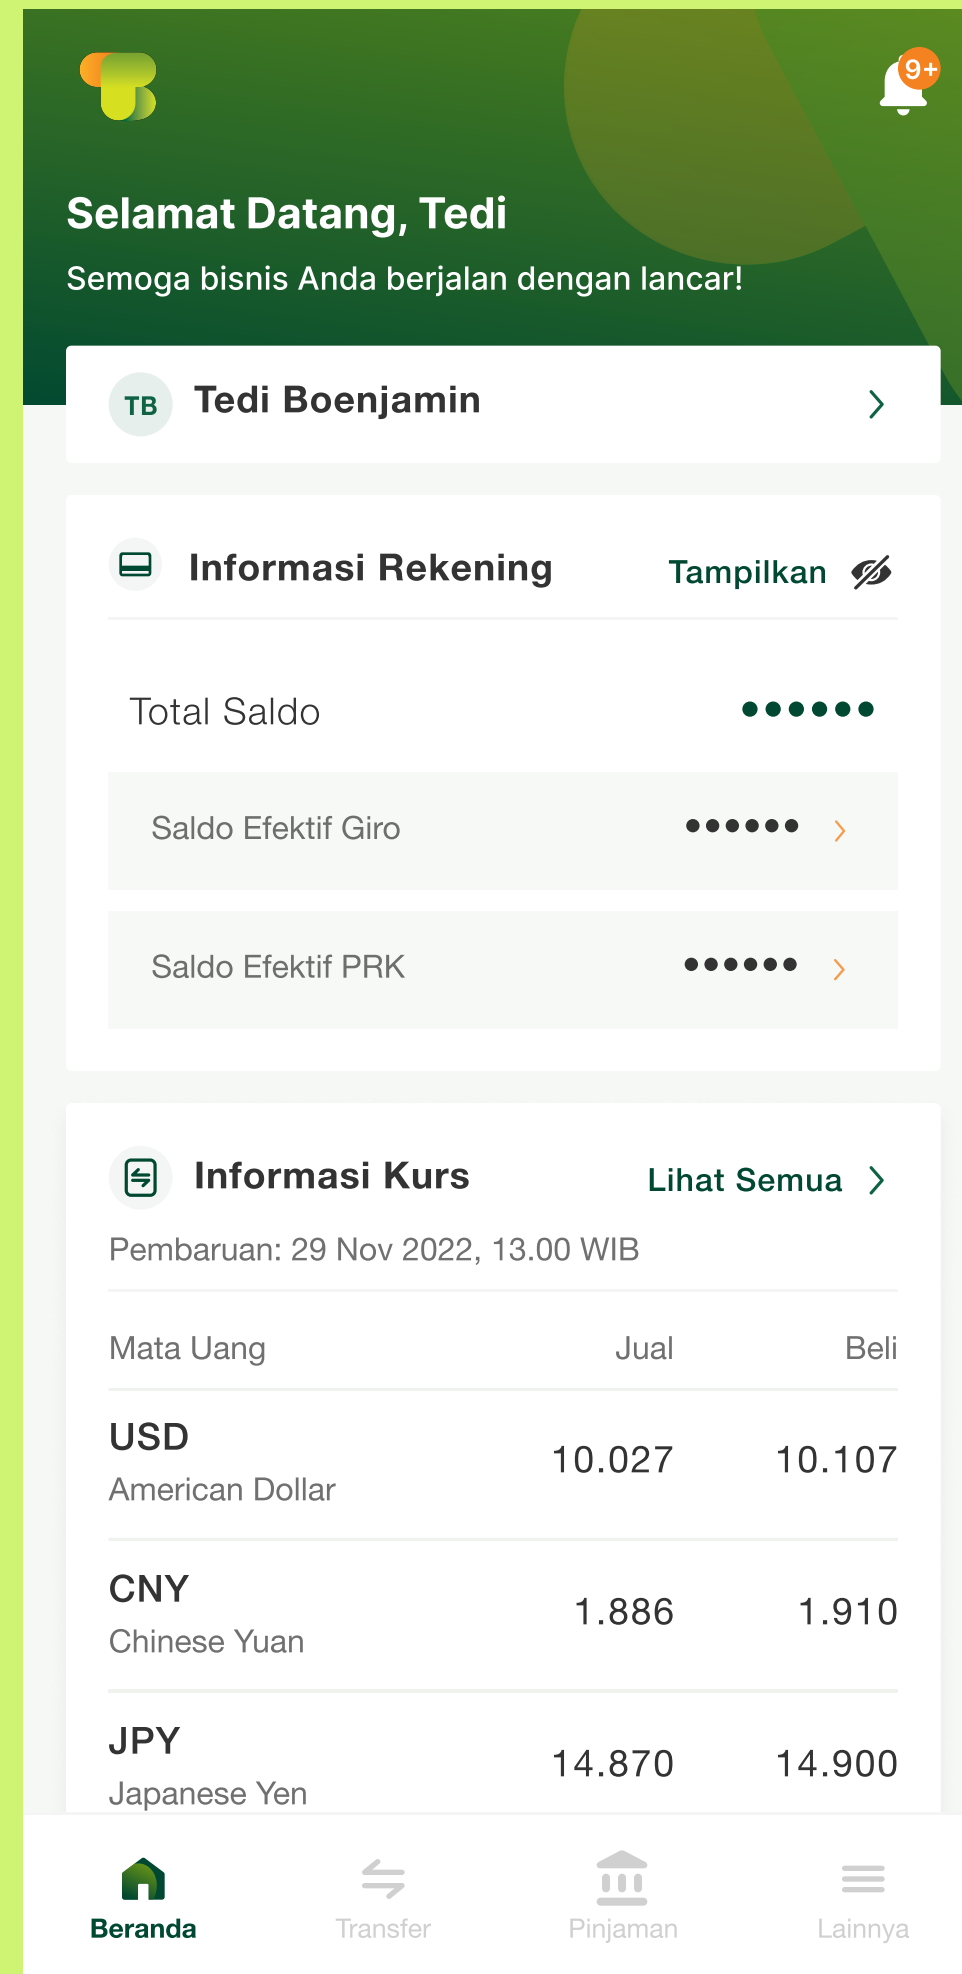 9+
Selamat Datang, Tedi
Semoga bisnis Anda berjalan dengan lancar!
TB Tedi Boenjamin
Informasi Rekening Tampilkan
Total Saldo ••••••
Saldo Efektif Giro ••••••
Saldo Efektif PRK ••••••
Informasi Kurs Lihat Semua
Pembaruan: 29 Nov 2022, 13.00 WIB
Mata Uang Jual Beli
USD
American Dollar 10.027 10.107
CNY
Chinese Yuan 1.886 1.910
JPY
Japanese Yen 14.870 14.900
Beranda Transfer Pinjaman Lainnya